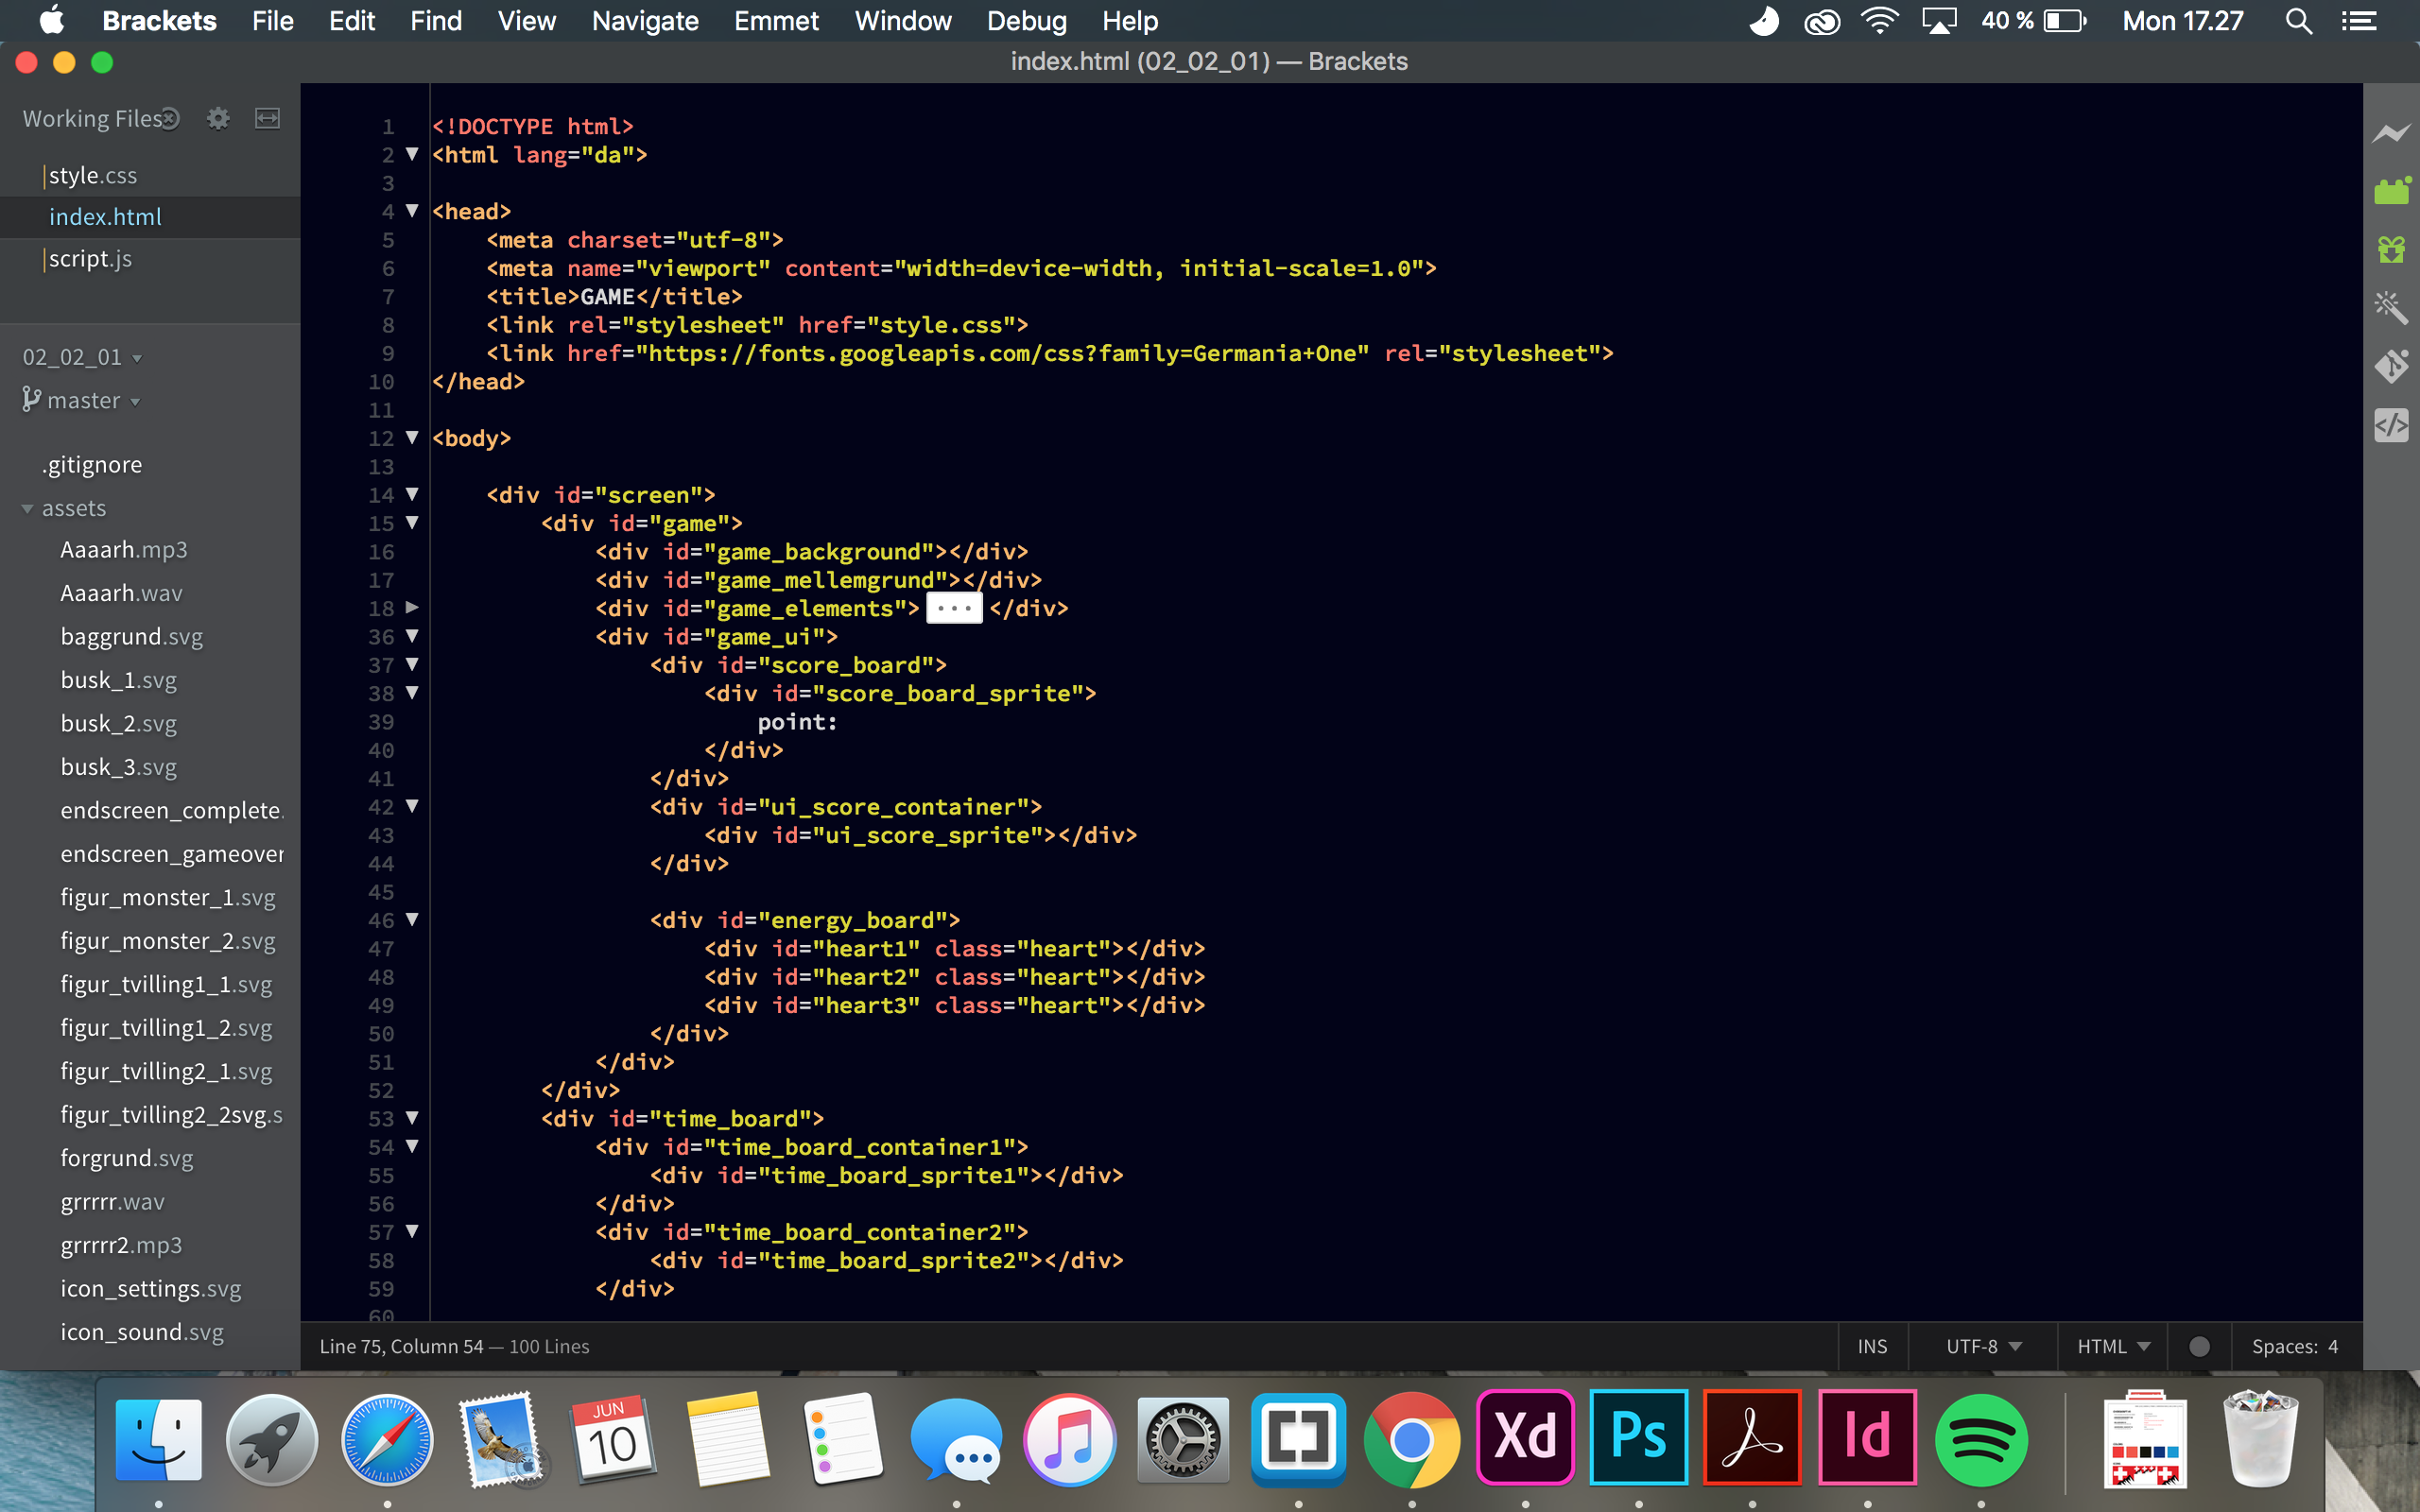 Brackets File Edit Find View Navigate Emmet Window Debug Help 40 % Mon 17.27
index.html (02_02_01) — Brackets
Working Files
style.css
index.html
script.js
02_02_01
master
.gitignore
assets
Aaaarh.mp3
Aaaarh.wav
baggrund.svg
busk_1.svg
busk_2.svg
busk_3.svg
endscreen_complete.
endscreen_gameover
figur_monster_1.svg
figur_monster_2.svg
figur_tvilling1_1.svg
figur_tvilling1_2.svg
figur_tvilling2_1.svg
figur_tvilling2_2svg.s
forgrund.svg
grrrrr.wav
grrrrr2.mp3
icon_settings.svg
icon_sound.svg
1 <!DOCTYPE html>
2 <html lang="da">
3
4 <head>
5 <meta charset="utf-8">
6 <meta name="viewport" content="width=device-width, initial-scale=1.0">
7 <title>GAME</title>
8 <link rel="stylesheet" href="style.css">
9 <link href="https://fonts.googleapis.com/css?family=Germania+One" rel="stylesheet">
10 </head>
11
12 <body>
13
14 <div id="screen">
15 <div id="game">
16 <div id="game_background"></div>
17 <div id="game_mellemgrund"></div>
18 <div id="game_elements">...</div>
36 <div id="game_ui">
37 <div id="score_board">
38 <div id="score_board_sprite">
39 point:
40 </div>
41 </div>
42 <div id="ui_score_container">
43 <div id="ui_score_sprite"></div>
44 </div>
45
46 <div id="energy_board">
47 <div id="heart1" class="heart"></div>
48 <div id="heart2" class="heart"></div>
49 <div id="heart3" class="heart"></div>
50 </div>
51 </div>
52 </div>
53 <div id="time_board">
54 <div id="time_board_container1">
55 <div id="time_board_sprite1"></div>
56 </div>
57 <div id="time_board_container2">
58 <div id="time_board_sprite2"></div>
59 </div>
60
Line 75, Column 54 — 100 Lines INS UTF-8 HTML Spaces: 4
JUN
10
Xd
Ps
Id